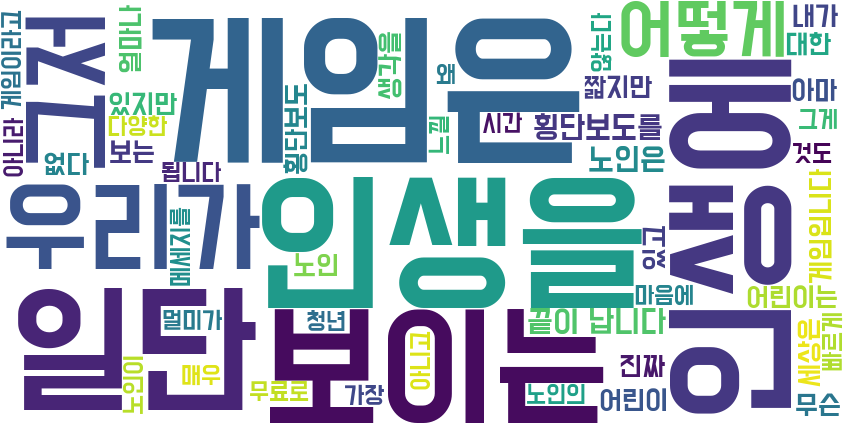 게임이라고
얼마나
게임은
생각을
왜
않는다
어떻게
내가
대한
있지만
다양한
보는
아니라
없다
됩니다
횡단보도
느낄
시간
짧지만
횡단보도를
노인은
아마
그게
것도
우리가
인생을
메세지를
노인
있고
마음에
게임입니다
어린이는
일단
보이는
멀미가
청년
끝이 납니다
세상은
빠르게
노인이
매우
무료로
가장
아니고
노인의
어린이
진짜
무슨